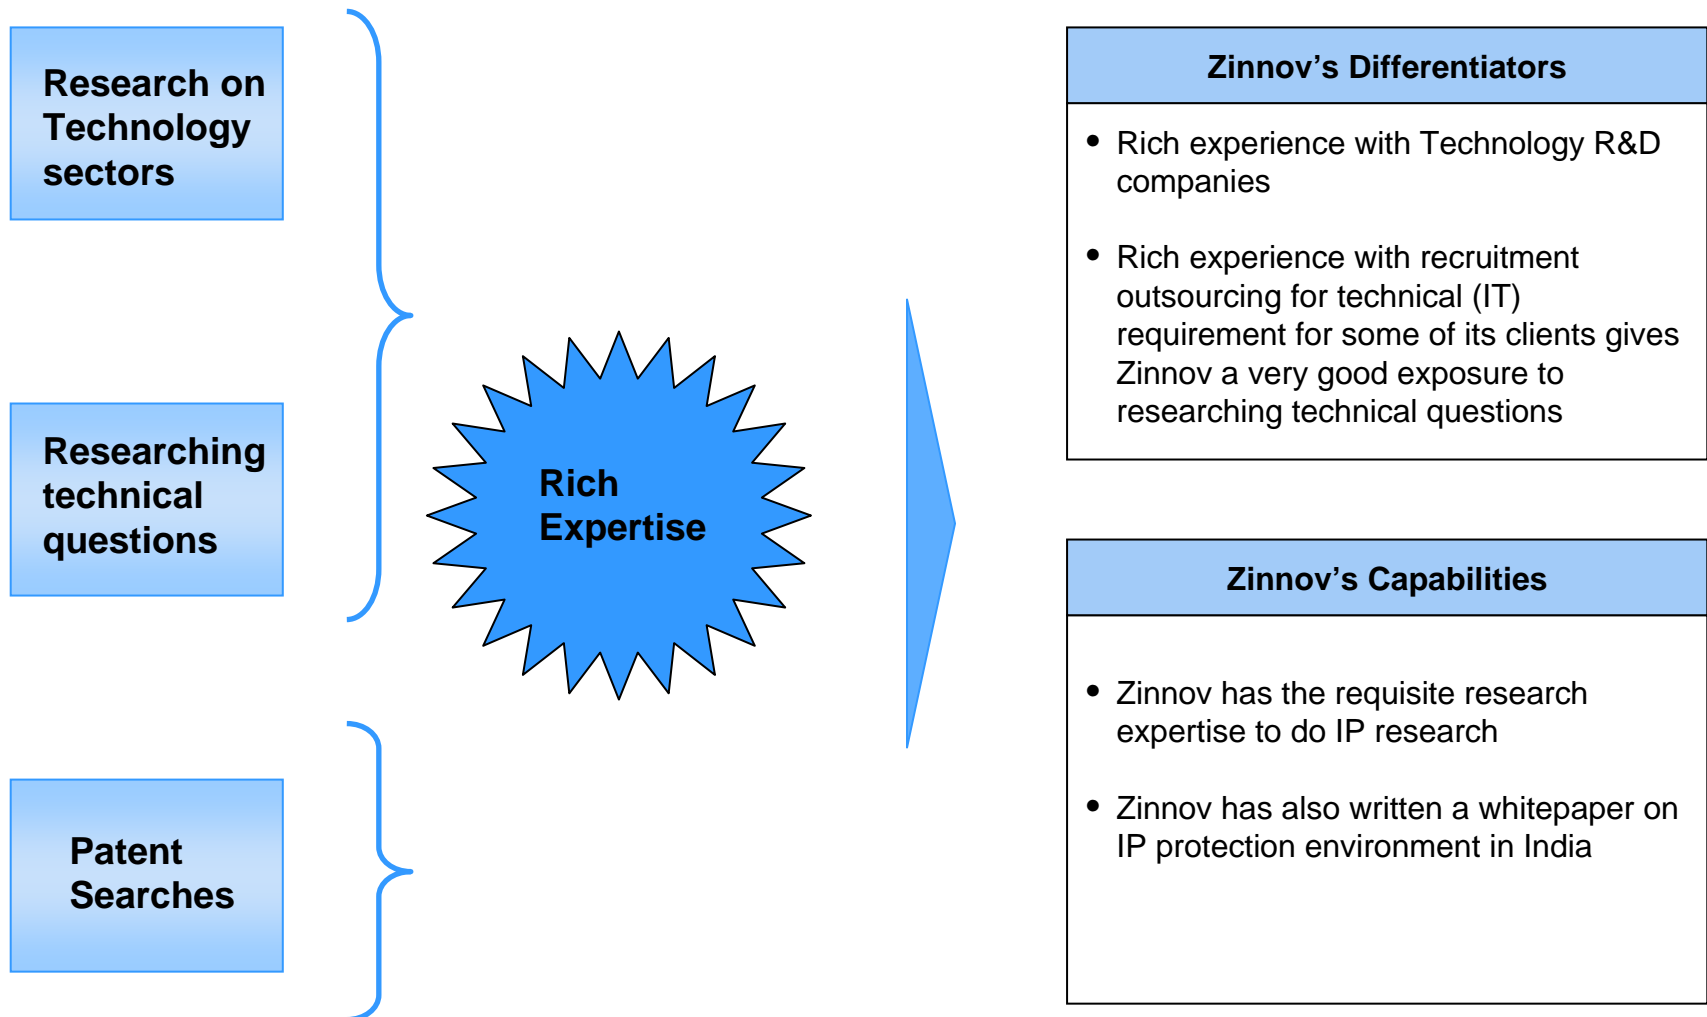 Research on
Technology
sectors
Researching
technical
questions
Patent
Searches
Rich
Expertise
Zinnov’s Differentiators
• Rich experience with Technology R&D
companies
• Rich experience with recruitment
outsourcing for technical (IT)
requirement for some of its clients gives
Zinnov a very good exposure to
researching technical questions
Zinnov’s Capabilities
• Zinnov has the requisite research
expertise to do IP research
• Zinnov has also written a whitepaper on
IP protection environment in India